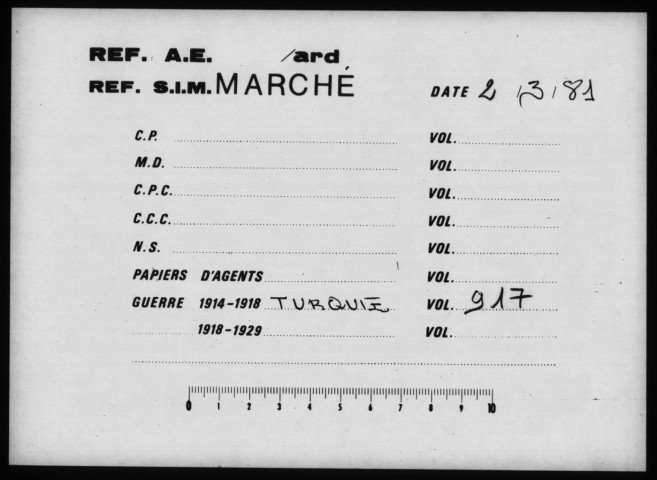 REF. A.E. /ard
REF. S.I.M. MARCHÉ DATE 2/3/81
C.P. VOL.
M.D. VOL.
C.P.C. VOL.
C.C.C. VOL.
N.S. VOL.
PAPIERS D'AGENTS VOL.
GUERRE 1914-1918 TURQUIE VOL. 917
1918-1929 VOL.
0 1 2 3 4 5 6 7 8 9 10